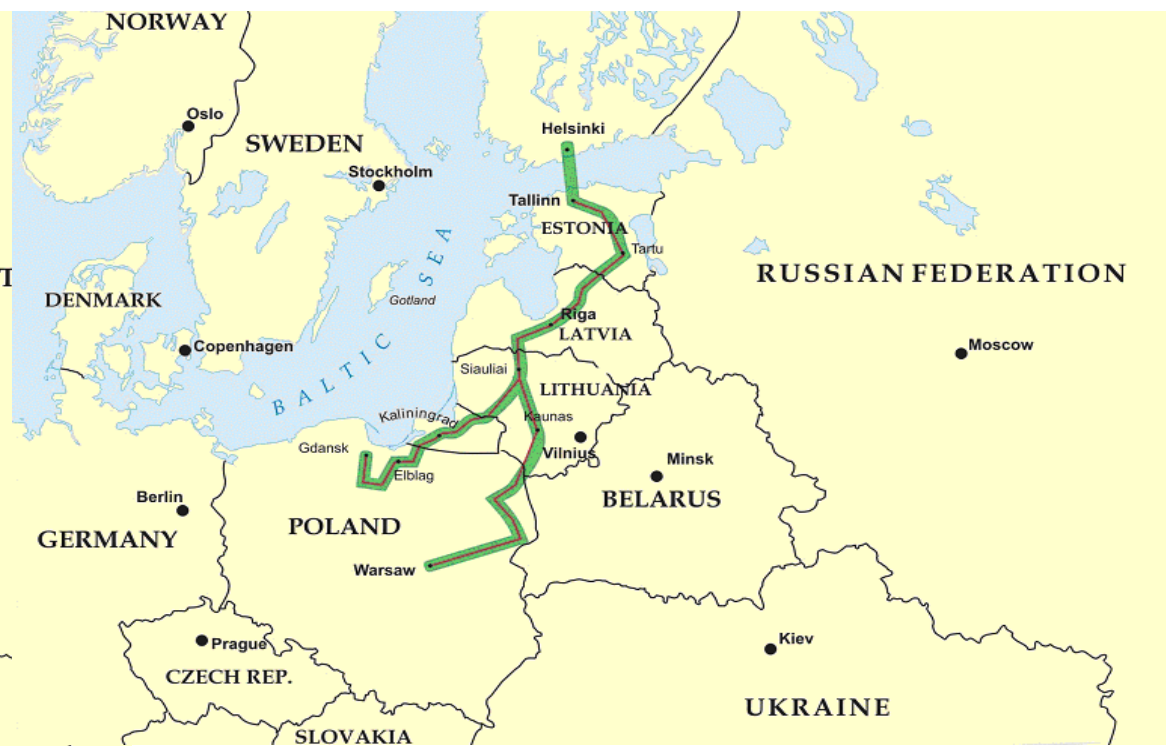 NORWAY
Oslo
SWEDEN
Helsinki
Stockholm
Tallinn
ESTONIA
Tartu
BALTIC SEA
Gotland
RUSSIAN FEDERATION
T
DENMARK
Riga
LATVIA
Copenhagen
Moscow
Siauliai
LITHUANIA
Kaliningrad
Kaunas
Gdansk
Vilnius
Minsk
Elblag
Berlin
BELARUS
POLAND
GERMANY
Warsaw
Prague
Kiev
CZECH REP.
UKRAINE
SLOVAKIA